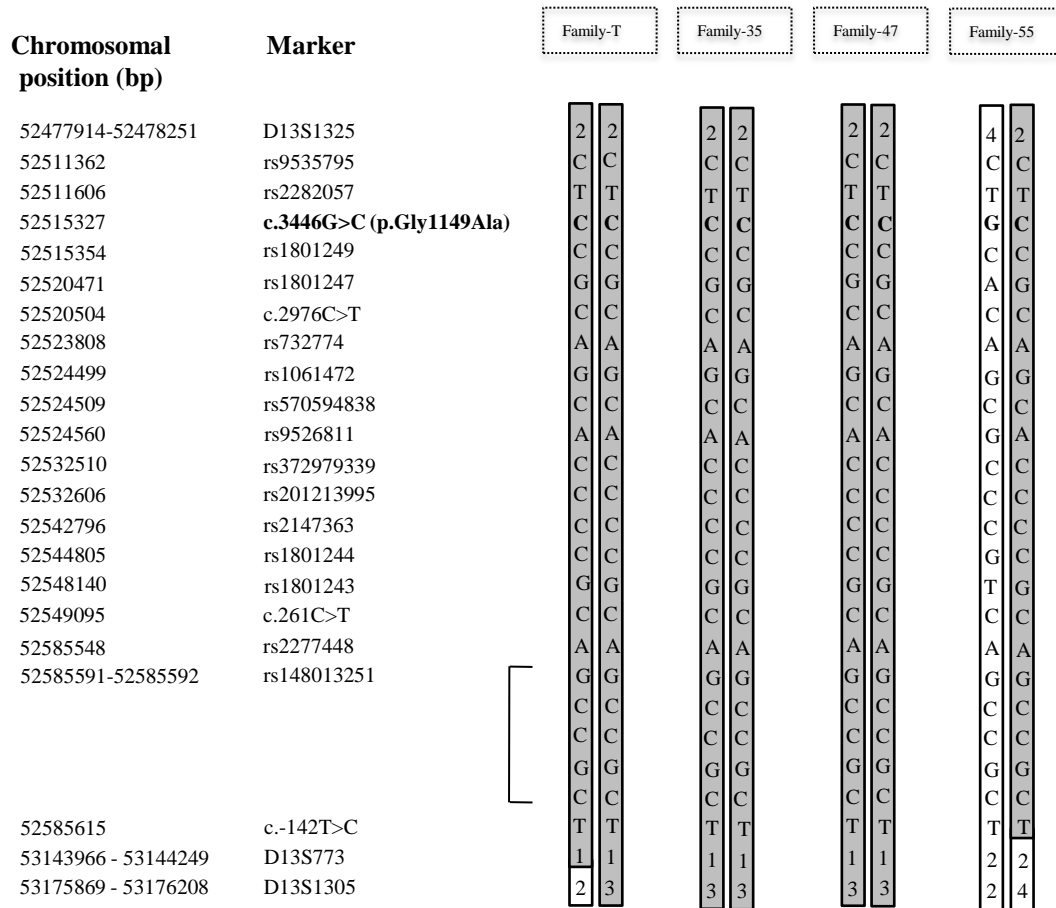 Family-T Family-35 Family-47 Family-55
Chromosomal Marker
position (bp)
52477914-52478251 D13S1325 2 2 2 2 2 2 4 2
52511362 rs9535795 C C C C C C C C
52511606 rs2282057 T T T T T T T T
52515327 c.3446G>C (p.Gly1149Ala) C C C C C C G C
52515354 rs1801249 C C C C C C C C
52520471 rs1801247 G G G G G G A G
52520504 c.2976C>T C C C C C C C C
52523808 rs732774 A A A A A A A A
52524499 rs1061472 G G G G G G G G
52524509 rs570594838 C C C C C C C C
52524560 rs9526811 A A A A A A G A
52532510 rs372979339 C C C C C C C C
52532606 rs201213995 C C C C C C C C
52542796 rs2147363 C C C C C C C C
52544805 rs1801244 C C C C C C G C
52548140 rs1801243 G G G G G G T G
52549095 c.261C>T C C C C C C C C
52585548 rs2277448 A A A A A A A A
52585591-52585592 rs148013251 G G G G G G G G
C C C C C C C C
C C C C C C C C
G G G G G G G G
C C C C C C C C
52585615 c.-142T>C T T T T T T T T
53143966 - 53144249 D13S773 1 1 1 1 1 1 2 2
53175869 - 53176208 D13S1305 2 3 3 3 3 3 2 4